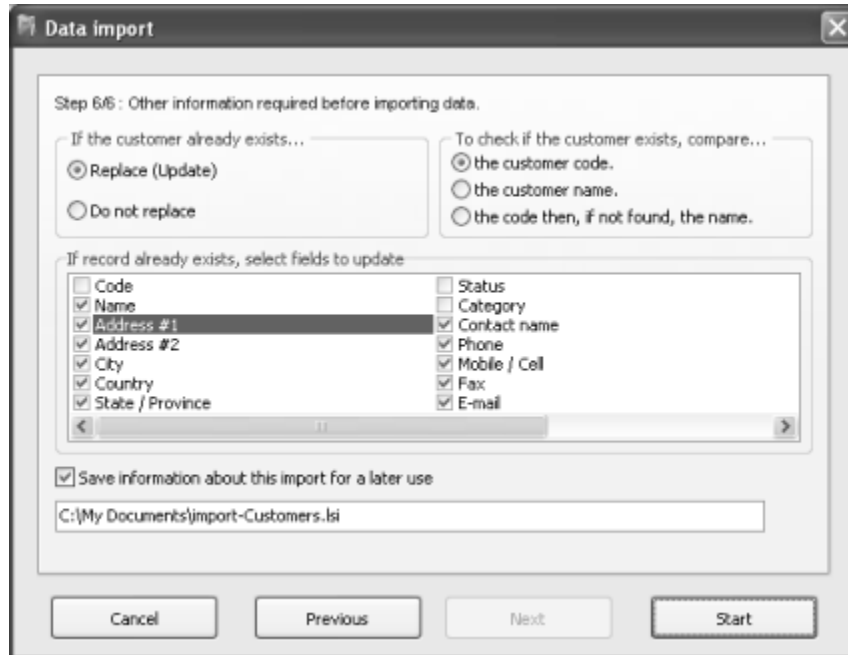 Data import
Step 6/6 : Other information required before importing data.
If the customer already exists...
Replace (Update)
Do not replace
To check if the customer exists, compare...
the customer code.
the customer name.
the code then, if not found, the name.
If record already exists, select fields to update
Code
Name
Address #1
Address #2
City
Country
State / Province
Status
Category
Contact name
Phone
Mobile / Cell
Fax
E-mail
Save information about this import for a later use
C:\My Documents\import-Customers.lsi
Cancel
Previous
Next
Start